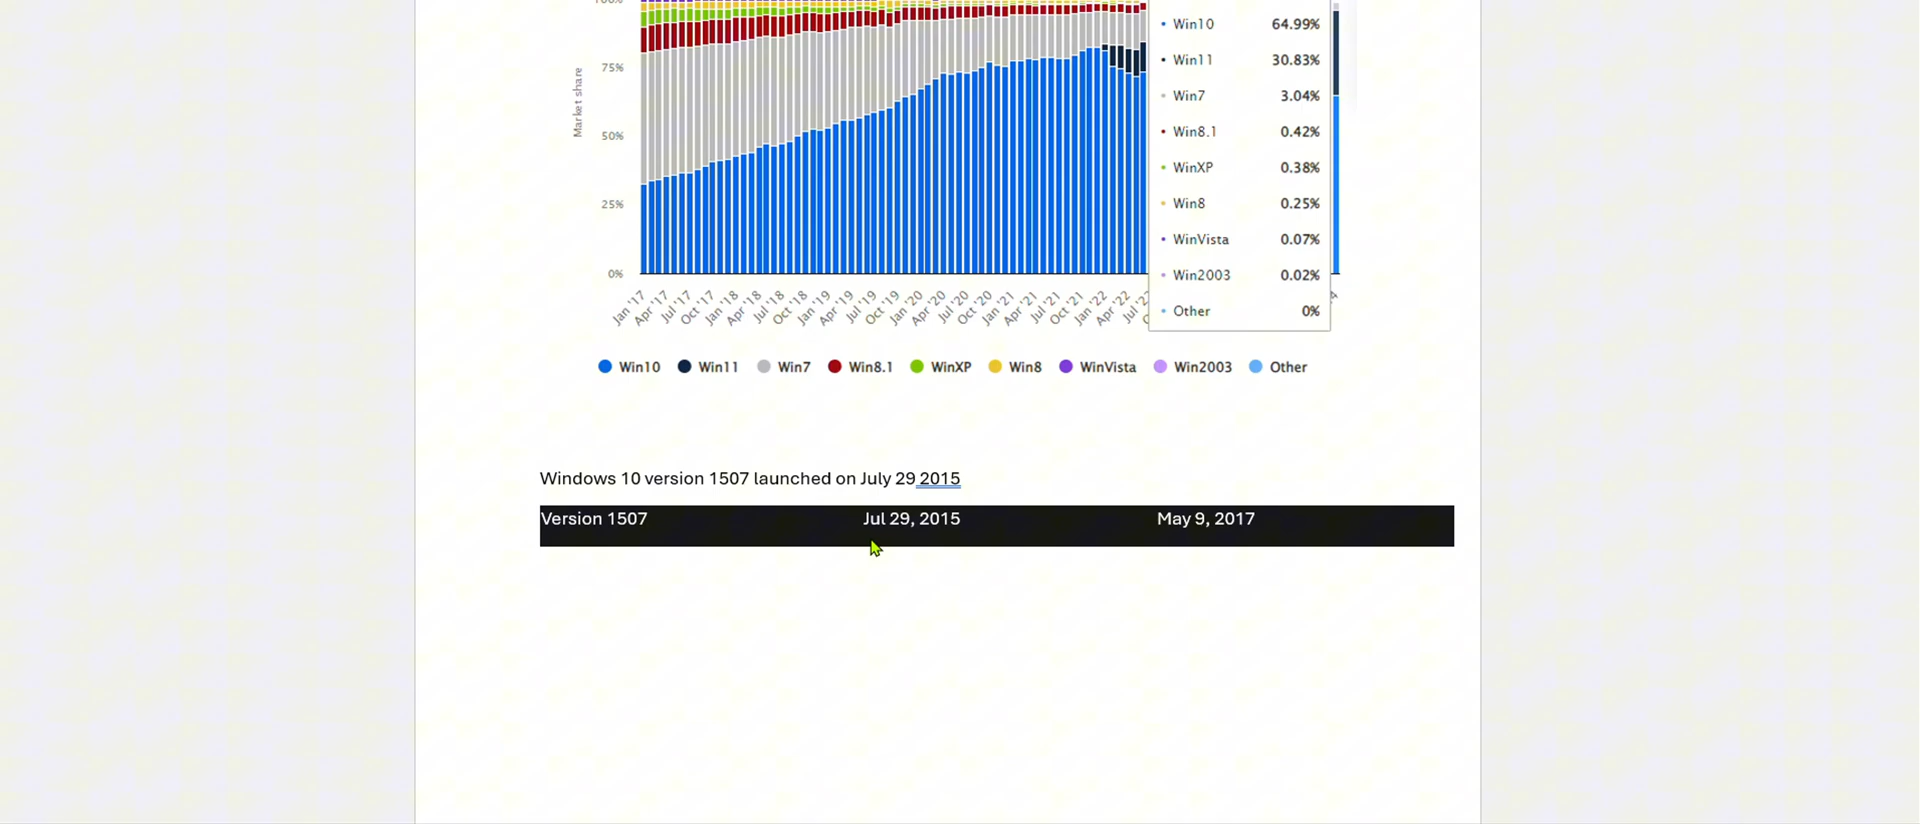 100%
75%
50%
25%
0%
Market share
Jan '17
Apr '17
Jul '17
Oct '17
Jan '18
Apr '18
Jul '18
Oct '18
Jan '19
Apr '19
Jul '19
Oct '19
Jan '20
Apr '20
Jul '20
Oct '20
Jan '21
Apr '21
Jul '21
Oct '21
Jan '22
Apr '22
Win10 64.99%
Win11 30.83%
Win7 3.04%
Win8.1 0.42%
WinXP 0.38%
Win8 0.25%
WinVista 0.07%
Win2003 0.02%
Other 0%
Win10 Win11 Win7 Win8.1 WinXP Win8 WinVista Win2003 Other
Windows 10 version 1507 launched on July 29 2015
Version 1507 Jul 29, 2015 May 9, 2017